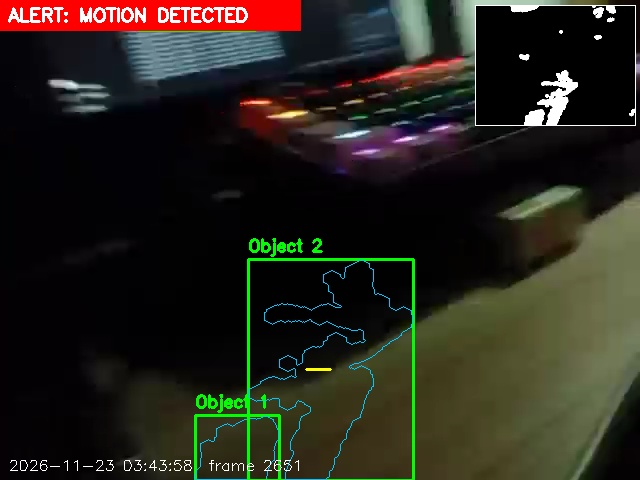 ALERT: MOTION DETECTED
Object 2
Object 1
2026-11-23 03:43:58 frame 2651